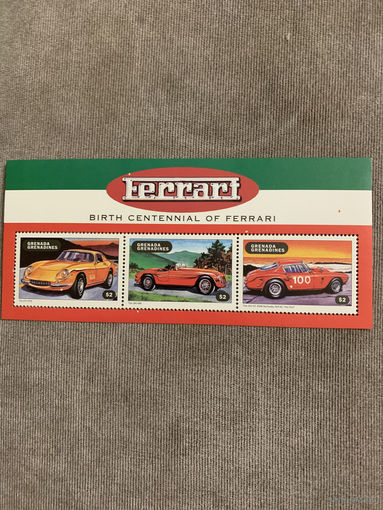 Ferrari
BIRTH CENTENNIAL OF FERRARI
GRENADA
GRENADINES
$2
GRENADA
GRENADINES
$2
GRENADA
GRENADINES
100
$2